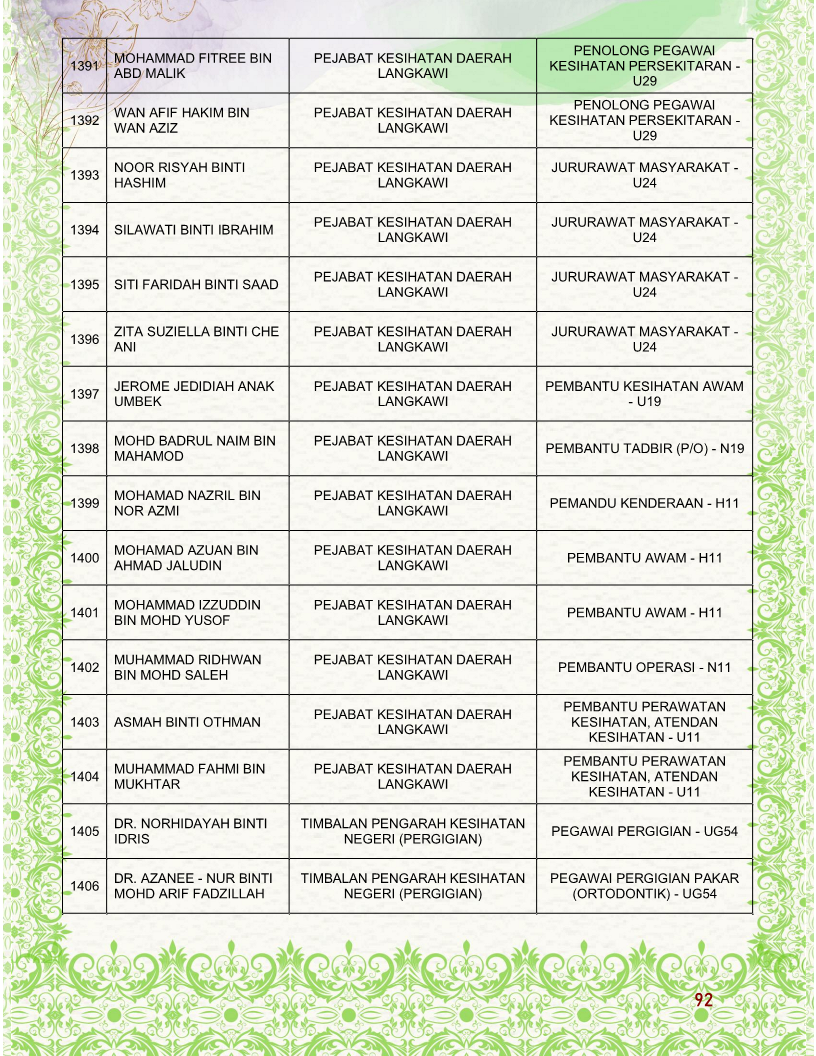 1391
MOHAMMAD FITREE BIN
ABD MALIK
PEJABAT KESIHATAN DAERAH
LANGKAWI
PENOLONG PEGAWAI
KESIHATAN PERSEKITARAN -
U29
1392
WAN AFIF HAKIM BIN
WAN AZIZ
PEJABAT KESIHATAN DAERAH
LANGKAWI
PENOLONG PEGAWAI
KESIHATAN PERSEKITARAN -
U29
1393
NOOR RISYAH BINTI
HASHIM
PEJABAT KESIHATAN DAERAH
LANGKAWI
JURURAWAT MASYARAKAT -
U24
1394
SILAWATI BINTI IBRAHIM
PEJABAT KESIHATAN DAERAH
LANGKAWI
JURURAWAT MASYARAKAT -
U24
1395
SITI FARIDAH BINTI SAAD
PEJABAT KESIHATAN DAERAH
LANGKAWI
JURURAWAT MASYARAKAT -
U24
1396
ZITA SUZIELLA BINTI CHE
ANI
PEJABAT KESIHATAN DAERAH
LANGKAWI
JURURAWAT MASYARAKAT -
U24
1397
JEROME JEDIDIAH ANAK
UMBEK
PEJABAT KESIHATAN DAERAH
LANGKAWI
PEMBANTU KESIHATAN AWAM
- U19
1398
MOHD BADRUL NAIM BIN
MAHAMOD
PEJABAT KESIHATAN DAERAH
LANGKAWI
PEMBANTU TADBIR (P/O) - N19
1399
MOHAMAD NAZRIL BIN
NOR AZMI
PEJABAT KESIHATAN DAERAH
LANGKAWI
PEMANDU KENDERAAN - H11
1400
MOHAMAD AZUAN BIN
AHMAD JALUDIN
PEJABAT KESIHATAN DAERAH
LANGKAWI
PEMBANTU AWAM - H11
1401
MOHAMMAD IZZUDDIN
BIN MOHD YUSOF
PEJABAT KESIHATAN DAERAH
LANGKAWI
PEMBANTU AWAM - H11
1402
MUHAMMAD RIDHWAN
BIN MOHD SALEH
PEJABAT KESIHATAN DAERAH
LANGKAWI
PEMBANTU OPERASI - N11
1403
ASMAH BINTI OTHMAN
PEJABAT KESIHATAN DAERAH
LANGKAWI
PEMBANTU PERAWATAN
KESIHATAN, ATENDAN
KESIHATAN - U11
1404
MUHAMMAD FAHMI BIN
MUKHTAR
PEJABAT KESIHATAN DAERAH
LANGKAWI
PEMBANTU PERAWATAN
KESIHATAN, ATENDAN
KESIHATAN - U11
1405
DR. NORHIDAYAH BINTI
IDRIS
TIMBALAN PENGARAH KESIHATAN
NEGERI (PERGIGIAN)
PEGAWAI PERGIGIAN - UG54
1406
DR. AZANEE - NUR BINTI
MOHD ARIF FADZILLAH
TIMBALAN PENGARAH KESIHATAN
NEGERI (PERGIGIAN)
PEGAWAI PERGIGIAN PAKAR
(ORTODONTIK) - UG54
92